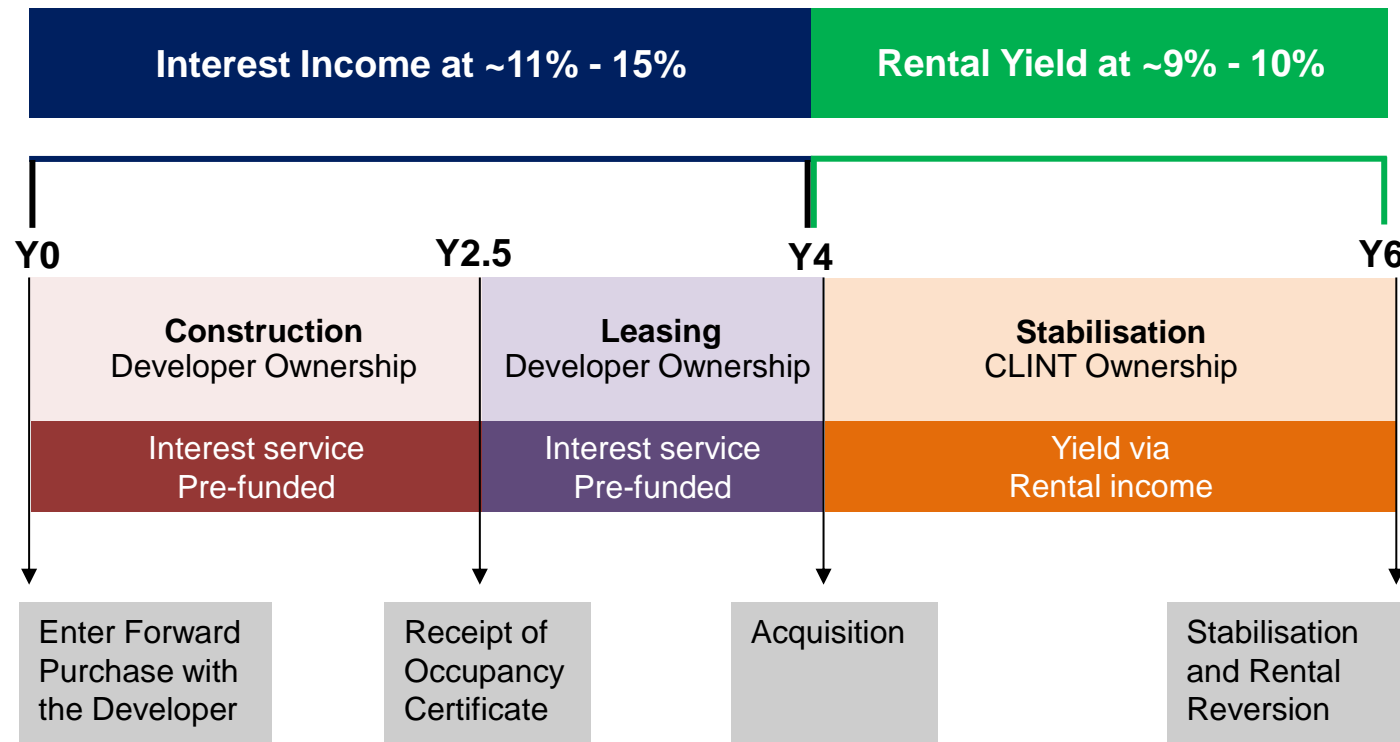 Interest Income at ~11% - 15%
Rental Yield at ~9% - 10%
Y0
Y2.5
Y4
Y6
Construction
Developer Ownership
Leasing
Developer Ownership
Stabilisation
CLINT Ownership
Interest service
Pre-funded
Interest service
Pre-funded
Yield via
Rental income
Enter Forward
Purchase with
the Developer
Receipt of
Occupancy
Certificate
Acquisition
Stabilisation
and Rental
Reversion